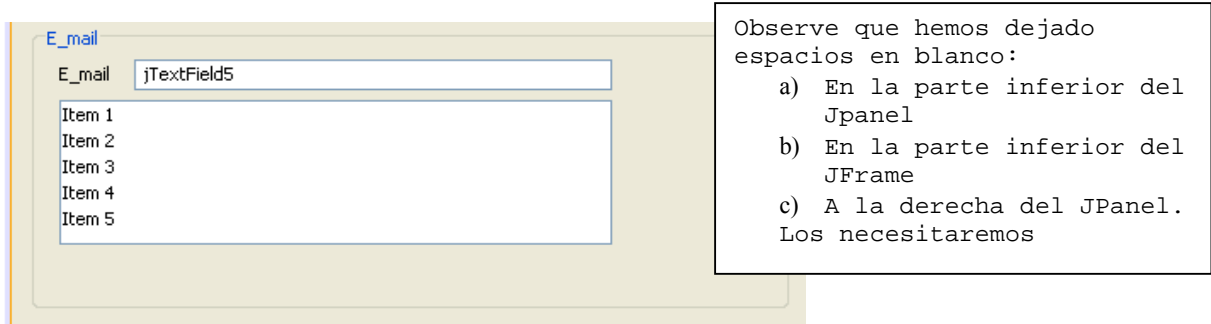 E_mail
E_mail jTextField5
Item 1
Item 2
Item 3
Item 4
Item 5
Observe que hemos dejado
espacios en blanco:
a) En la parte inferior del
Jpanel
b) En la parte inferior del
JFrame
c) A la derecha del JPanel.
Los necesitaremos